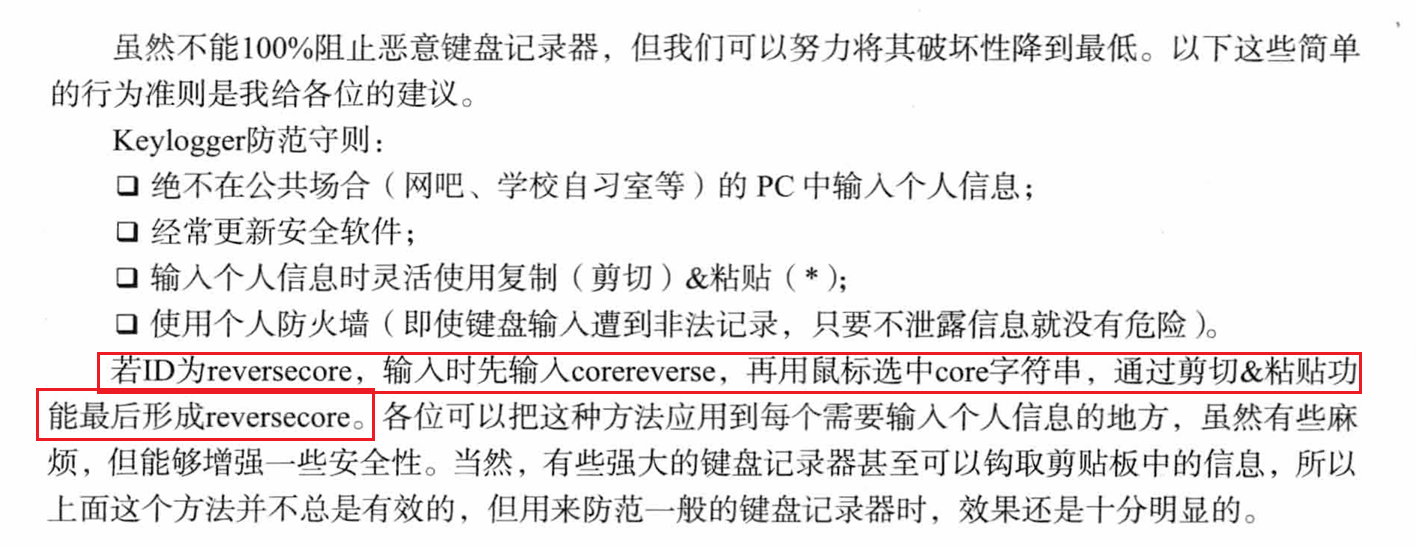 虽然不能100%阻止恶意键盘记录器，但我们可以努力将其破坏性降到最低。以下这些简单
的行为准则是我给各位的建议。
Keylogger防范守则：
❑ 绝不在公共场合（网吧、学校自习室等）的 PC 中输入个人信息；
❑ 经常更新安全软件；
❑ 输入个人信息时灵活使用复制（剪切）&粘贴（*）；
❑ 使用个人防火墙（即使键盘输入遭到非法记录，只要不泄露信息就没有危险）。
若ID为reversecore，输入时先输入corereverse，再用鼠标选中core字符串，通过剪切&粘贴功
能最后形成reversecore。各位可以把这种方法应用到每个需要输入个人信息的地方，虽然有些麻
烦，但能够增强一些安全性。当然，有些强大的键盘记录器甚至可以钩取剪贴板中的信息，所以
上面这个方法并不总是有效的，但用来防范一般的键盘记录器时，效果还是十分明显的。